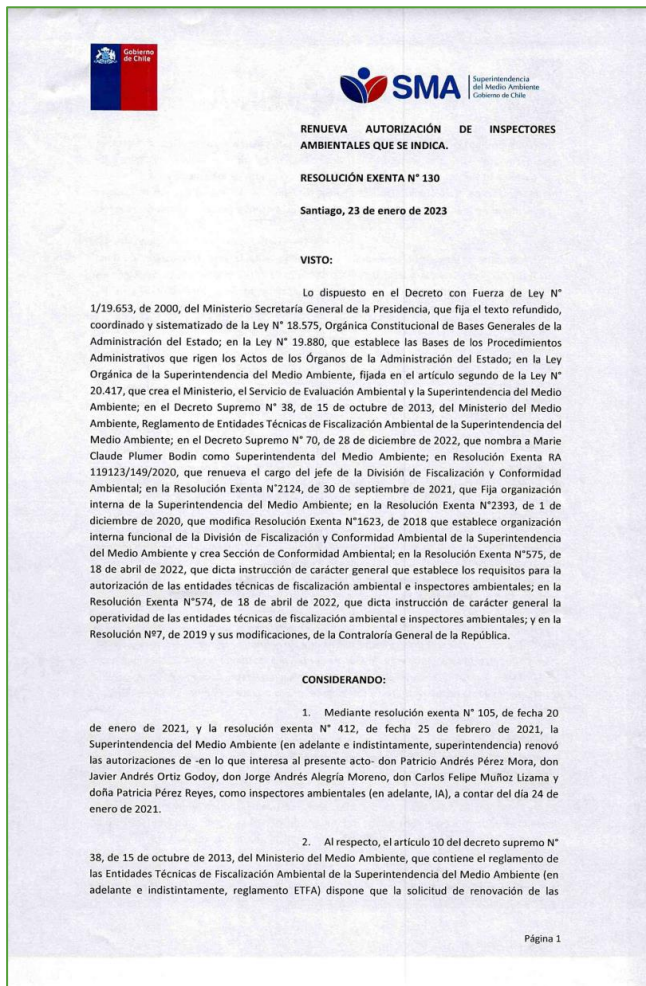 Gobierno
de Chile
SMA
Superintendencia
del Medio Ambiente
Gobierno de Chile
RENUEVA AUTORIZACIÓN DE INSPECTORES
AMBIENTALES QUE SE INDICA.
RESOLUCIÓN EXENTA N° 130
Santiago, 23 de enero de 2023
VISTO:
Lo dispuesto en el Decreto con Fuerza de Ley N°
1/19.653, de 2000, del Ministerio Secretaría General de la Presidencia, que fija el texto refundido,
coordinado y sistematizado de la Ley N° 18.575, Orgánica Constitucional de Bases Generales de la
Administración del Estado; en la Ley N° 19.880, que establece las Bases de los Procedimientos
Administrativos que rigen los Actos de los Órganos de la Administración del Estado; en la Ley
Orgánica de la Superintendencia del Medio Ambiente, fijada en el artículo segundo de la Ley N°
20.417, que crea el Ministerio, el Servicio de Evaluación Ambiental y la Superintendencia del Medio
Ambiente; en el Decreto Supremo N° 38, de 15 de octubre de 2013, del Ministerio del Medio
Ambiente, Reglamento de Entidades Técnicas de Fiscalización Ambiental de la Superintendencia del
Medio Ambiente; en el Decreto Supremo N° 70, de 28 de diciembre de 2022, que nombra a Marie
Claude Plumer Bodin como Superintendenta del Medio Ambiente; en Resolución Exenta RA
119123/149/2020, que renueva el cargo del jefe de la División de Fiscalización y Conformidad
Ambiental; en la Resolución Exenta N°2124, de 30 de septiembre de 2021, que Fija organización
interna de la Superintendencia del Medio Ambiente; en la Resolución Exenta N°2393, de 1 de
diciembre de 2020, que modifica Resolución Exenta N°1623, de 2018 que establece organización
interna funcional de la División de Fiscalización y Conformidad Ambiental de la Superintendencia
del Medio Ambiente y crea Sección de Conformidad Ambiental; en la Resolución Exenta N°575, de
18 de abril de 2022, que dicta instrucción de carácter general que establece los requisitos para la
autorización de las entidades técnicas de fiscalización ambiental e inspectores ambientales; en la
Resolución Exenta N°574, de 18 de abril de 2022, que dicta instrucción de carácter general la
operatividad de las entidades técnicas de fiscalización ambiental e inspectores ambientales; y en la
Resolución Nº7, de 2019 y sus modificaciones, de la Contraloría General de la República.
CONSIDERANDO:
1. Mediante resolución exenta N° 105, de fecha 20
de enero de 2021, y la resolución exenta N° 412, de fecha 25 de febrero de 2021, la
Superintendencia del Medio Ambiente (en adelante e indistintamente, superintendencia) renovó
las autorizaciones de -en lo que interesa al presente acto- don Patricio Andrés Pérez Mora, don
Javier Andrés Ortiz Godoy, don Jorge Andrés Alegría Moreno, don Carlos Felipe Muñoz Lizama y
doña Patricia Pérez Reyes, como inspectores ambientales (en adelante, IA), a contar del día 24 de
enero de 2021.
2. Al respecto, el artículo 10 del decreto supremo N°
38, de 15 de octubre de 2013, del Ministerio del Medio Ambiente, que contiene el reglamento de
las Entidades Técnicas de Fiscalización Ambiental de la Superintendencia del Medio Ambiente (en
adelante e indistintamente, reglamento ETFA) dispone que la solicitud de renovación de las
Página 1